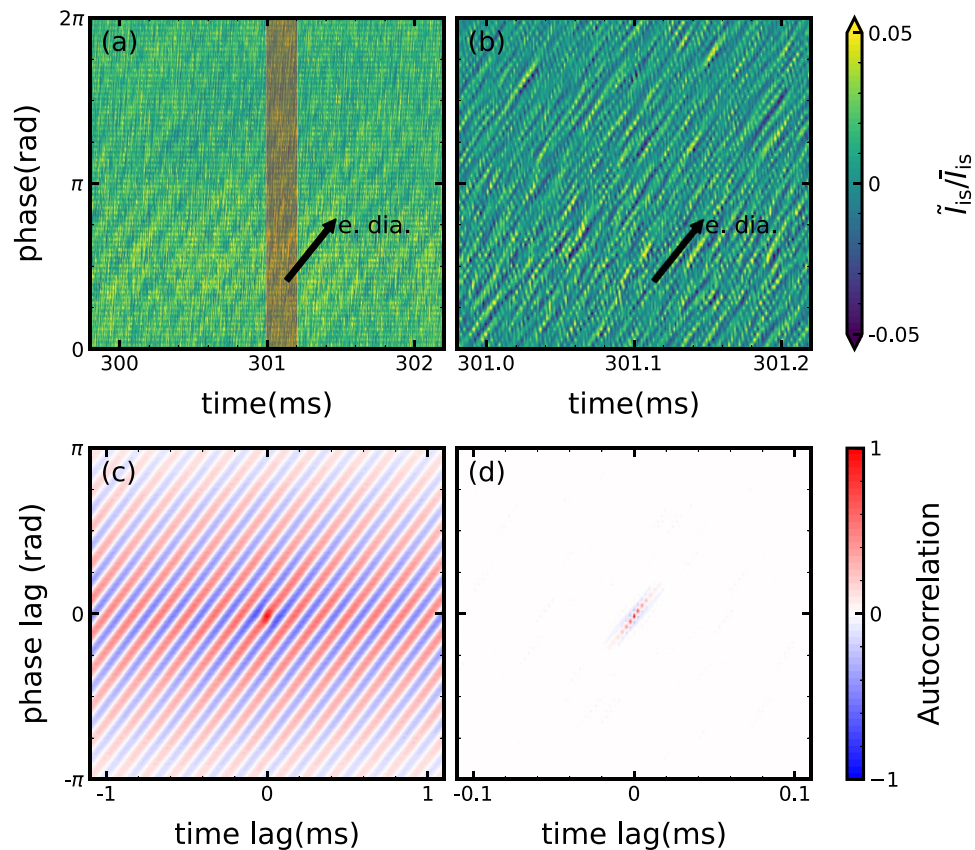 2π
(a)
(b)
0.05
phase(rad)
π
0
Ĩis/Īis
e. dia.
e. dia.
0
-0.05
300
301
302
301.0
301.1
301.2
time(ms)
time(ms)
π
(c)
(d)
1
phase lag (rad)
0
0
Autocorrelation
-π
−1
-1
0
1
-0.1
0
0.1
time lag(ms)
time lag(ms)